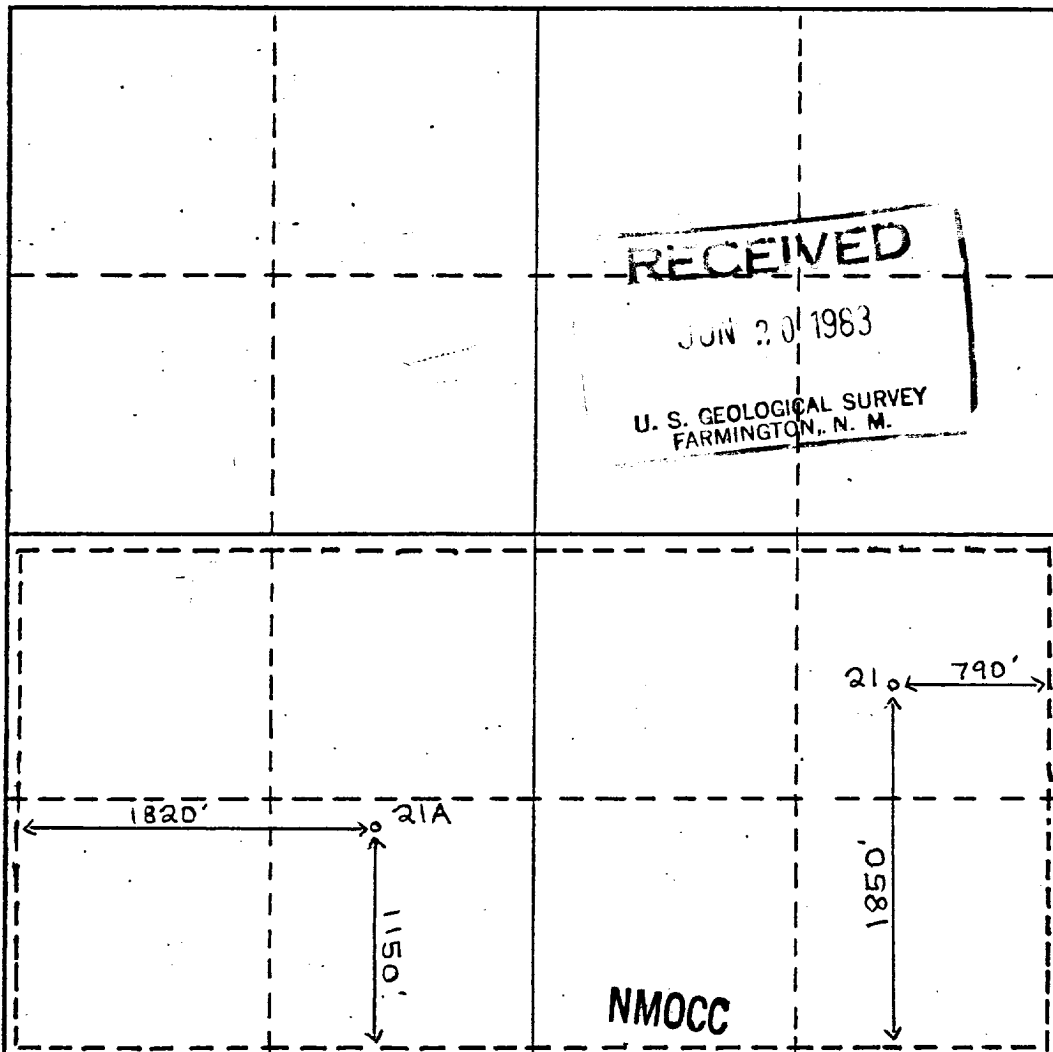 RECEIVED
JUN 20 1983
U. S. GEOLOGICAL SURVEY
FARMINGTON, N. M.
21 790'
1820' 21A
1850'
1150'
NMOCC